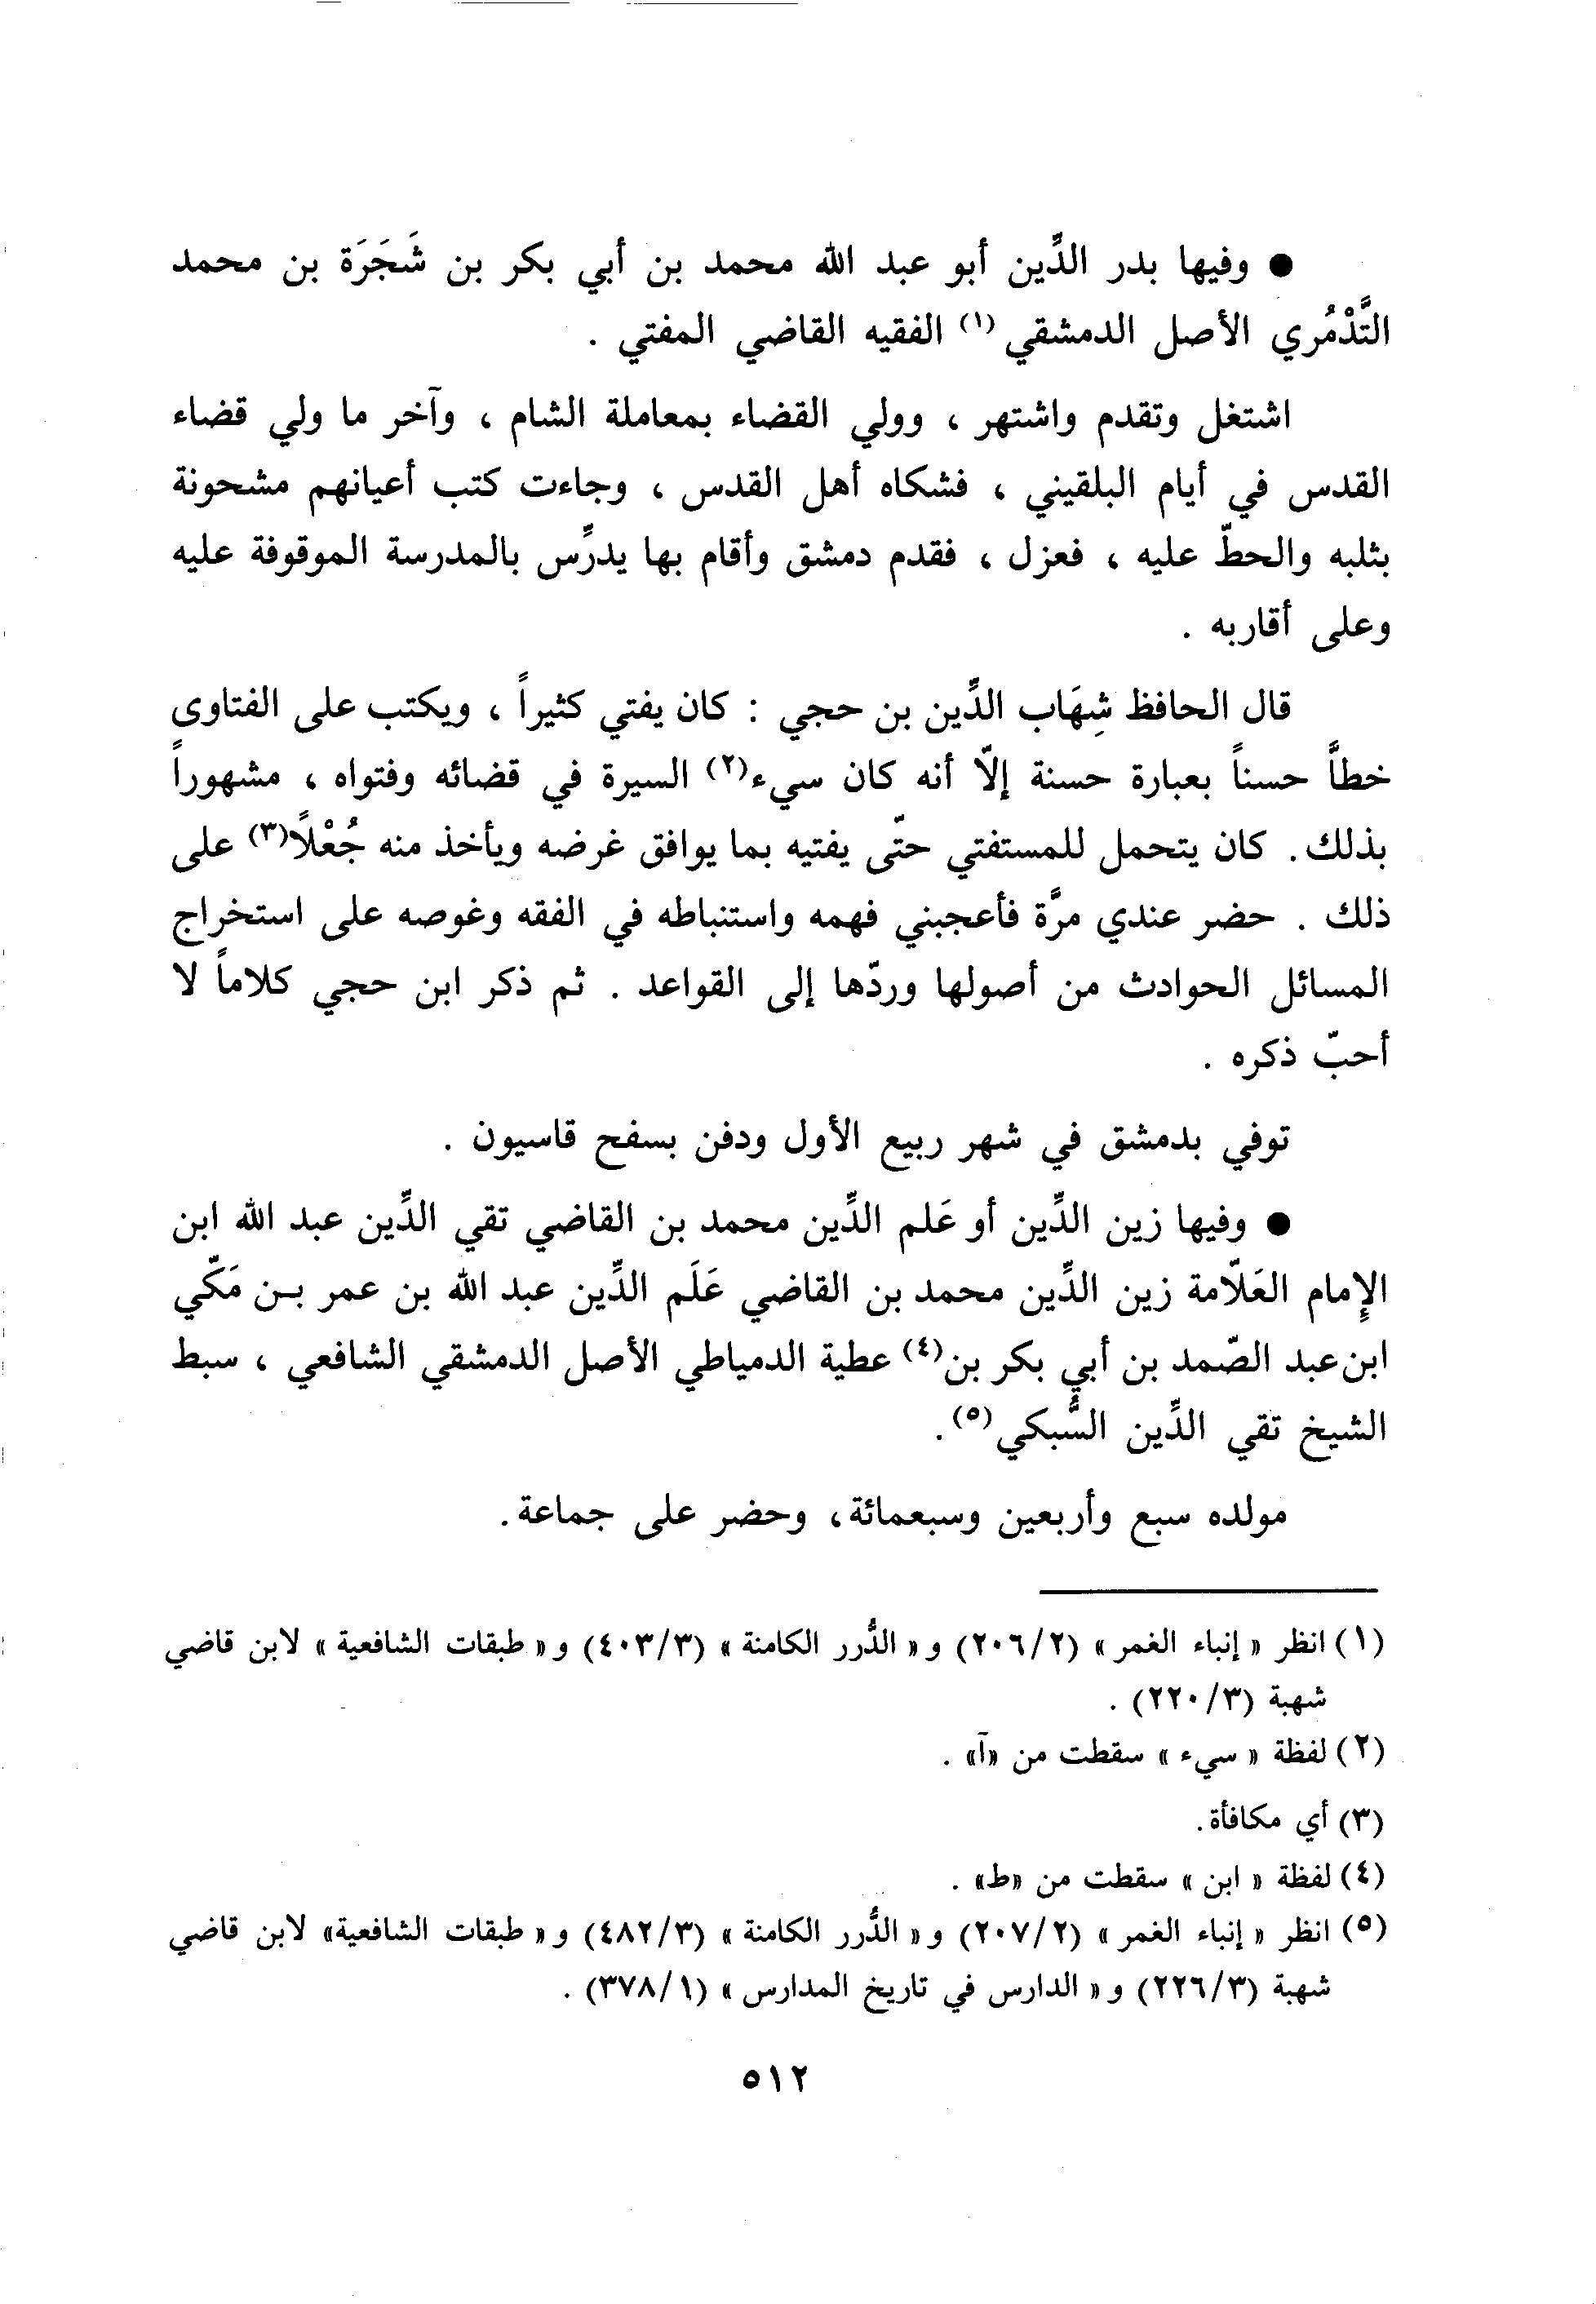 ● وفيها بدر الدِّين أبو عبد الله محمد بن أبي بكر بن شَجَرَة بن محمد
التَّدْمُري الأصل الدمشقي (١) الفقيه القاضي المفتي .
اشتغل وتقدم واشتهر ، وولي القضاء بمعاملة الشام ، وآخر ما ولي قضاء
القدس في أيام البلقيني ، فشكاه أهل القدس ، وجاءت كتب أعيانهم مشحونة
بثلبه والحطّ عليه ، فعزل ، فقدم دمشق وأقام بها يدرِّس بالمدرسة الموقوفة عليه
وعلى أقاربه .
قال الحافظ شِهَاب الدِّين بن حجي : كان يفتي كثيراً ، ويكتب على الفتاوى
خطاً حسناً بعبارة حسنة إلّا أنه كان سيء(٢) السيرة في قضائه وفتواه ، مشهوراً
بذلك . كان يتحمل للمستفتي حتّى يفتيه بما يوافق غرضه ويأخذ منه جُعْلاً(٣) على
ذلك . حضر عندي مرَّة فأعجبني فهمه واستنباطه في الفقه وغوصه على استخراج
المسائل الحوادث من أصولها وردّها إلى القواعد . ثم ذكر ابن حجي كلاماً لا
أحبّ ذكره .
توفي بدمشق في شهر ربيع الأول ودفن بسفح قاسيون .
● وفيها زين الدِّين أو عَلم الدِّين محمد بن القاضي تقي الدِّين عبد الله ابن
الإِمام العَلّامة زين الدِّين محمد بن القاضي عَلَم الدِّين عبد الله بن عمر بـن مَكّي
ابن عبد الصّمد بن أبي بكر بن(٤) عطية الدمياطي الأصل الدمشقي الشافعي ، سبط
الشيخ تقي الدِّين السُّبكي(٥) .
مولده سبع وأربعين وسبعمائة، وحضر على جماعة .
(١) انظر « إنباء الغمر » (٢٠٦/٢) و « الدُّرر الكامنة » (٤٠٣/٣) و « طبقات الشافعية » لابن قاضي
شهبة (٢٢٠/٣) .
(٢) لفظة « سيء » سقطت من «آ» .
(٣) أي مكافأة .
(٤) لفظة « ابن » سقطت من «ط» .
(٥) انظر « إنباء الغمر » (٢٠٧/٢) و « الدُّرر الكامنة » (٤٨٢/٣) و « طبقات الشافعية» لابن قاضي
شهبة (٢٢٦/٣) و « الدارس في تاريخ المدارس » (٣٧٨/١) .
٥١٢